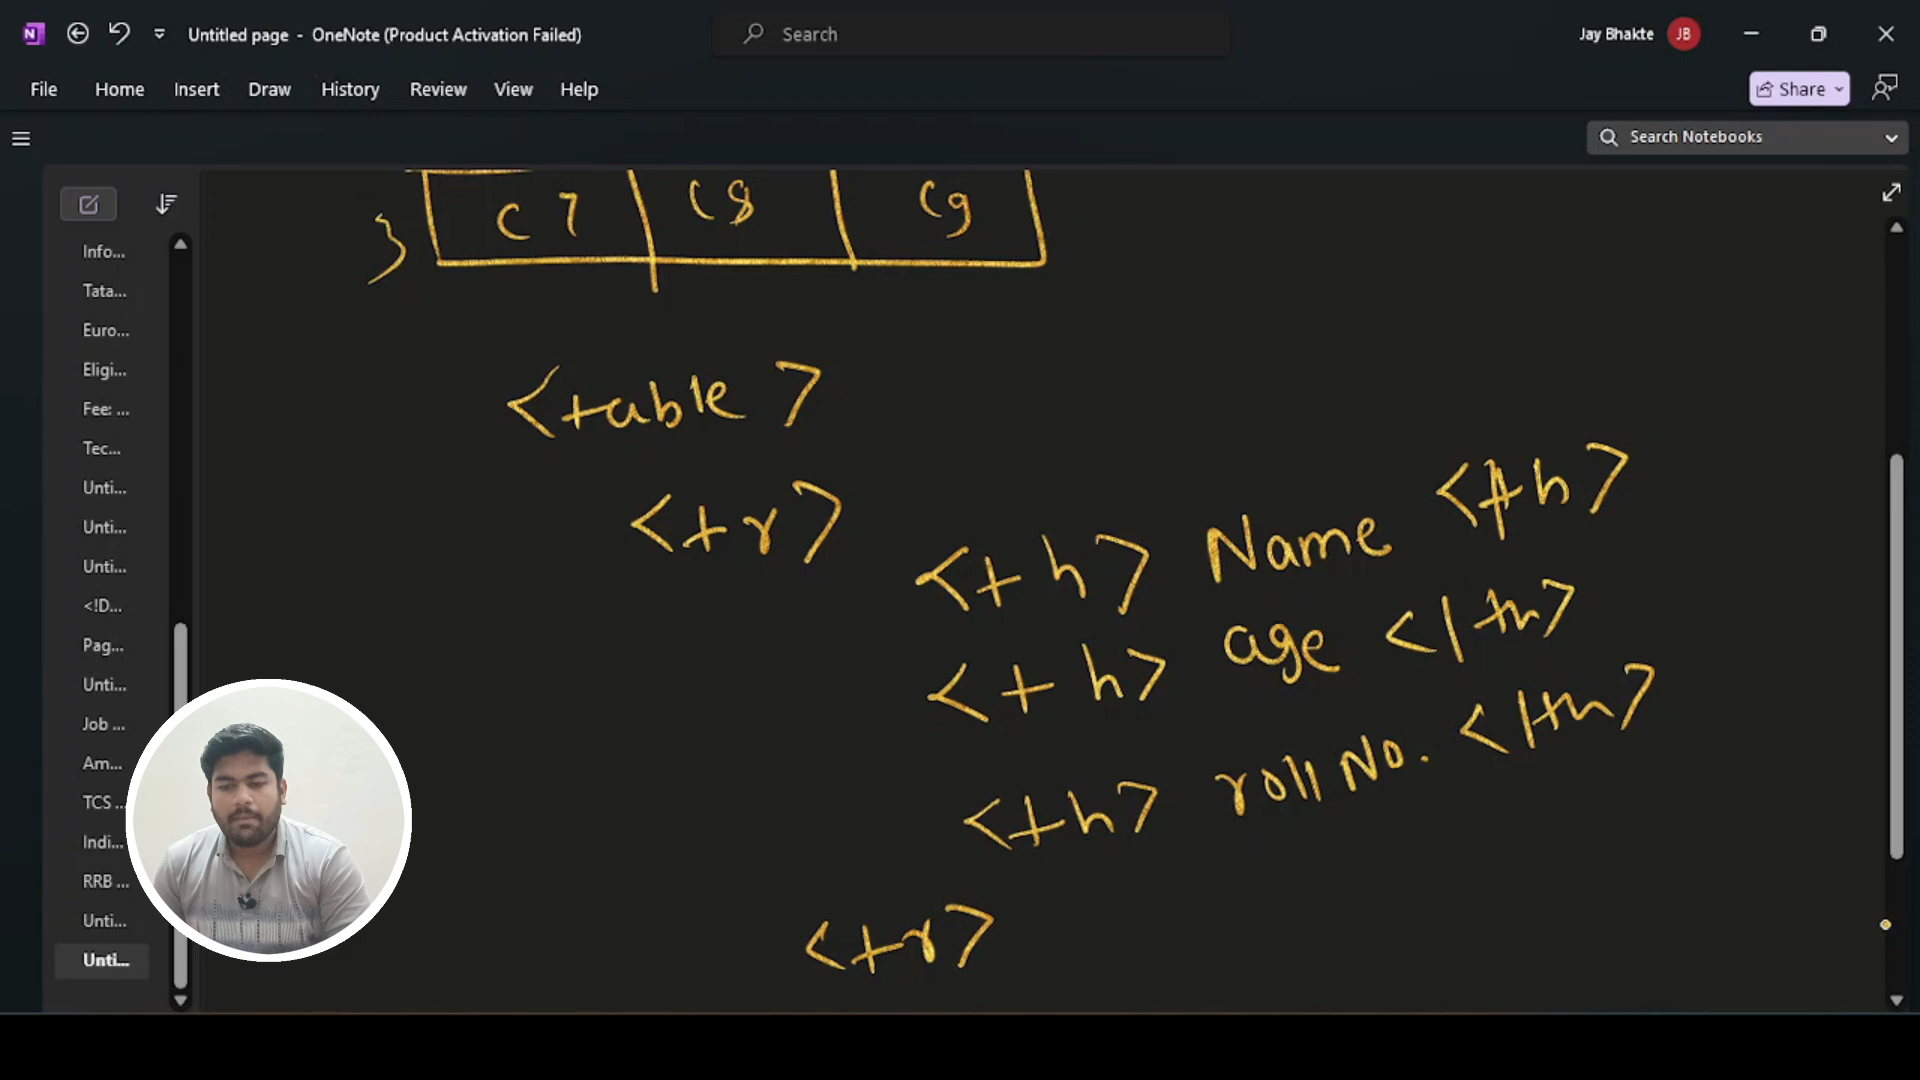 Untitled page - OneNote (Product Activation Failed)
Search
Jay Bhakte
JB
File Home Insert Draw History Review View Help
Share
Search Notebooks
Info...
Tata...
Euro...
Eligi...
Fee: ...
Tec...
Unti...
Unti...
Unti...
<!D...
Pag...
Unti...
Job ...
Am...
TCS ...
Indi...
RRB ...
Unti...
Unti...
3 C7 C8 C9
<table>
<tr>
<th> Name </th>
<th> age </th>
<th> roll No. </th>
<tr>